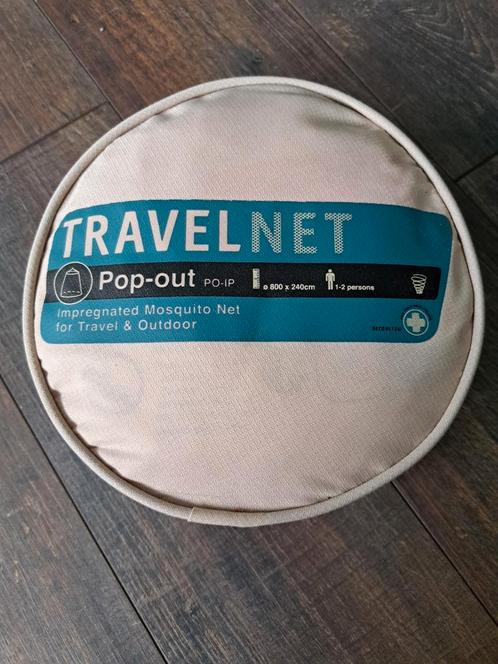 TRAVELNET
Pop-out PO-IP ø 800 x 240cm 1-2 persons
Impregnated Mosquito Net
for Travel & Outdoor